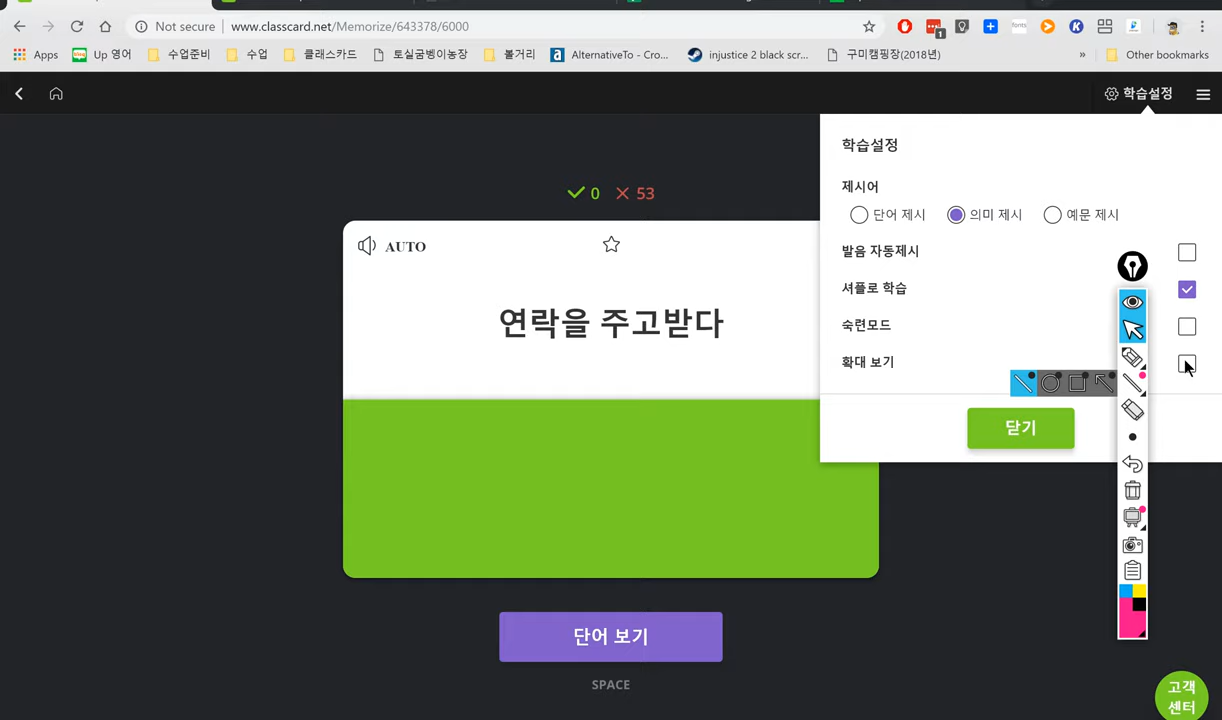 Not secure | www.classcard.net/Memorize/643378/6000
1
fonts
Apps Up 영어 수업준비 수업 클래스카드 토실굼벵이농장 볼거리 AlternativeTo - Cro... injustice 2 black scr... 구미캠핑장(2018년) » Other bookmarks
학습설정
학습설정
제시어
단어 제시 의미 제시 예문 제시
발음 자동제시
셔플로 학습
숙련모드
확대 보기
닫기
0 53
AUTO
연락을 주고받다
단어 보기
SPACE
고객
센터